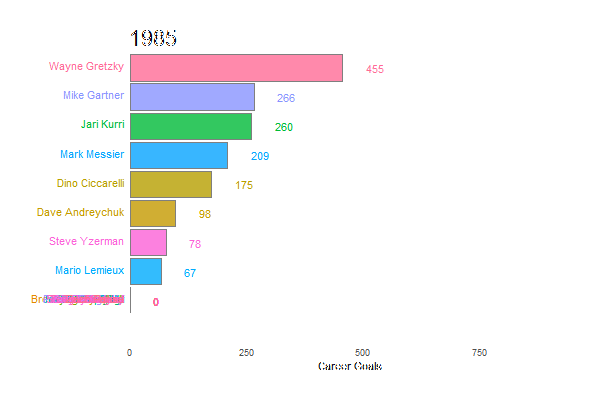 1985
Wayne Gretzky 455
Mike Gartner 266
Jari Kurri 260
Mark Messier 209
Dino Ciccarelli 175
Dave Andreychuk 98
Steve Yzerman 78
Mario Lemieux 67
0
0 250 500 750
Career Goals